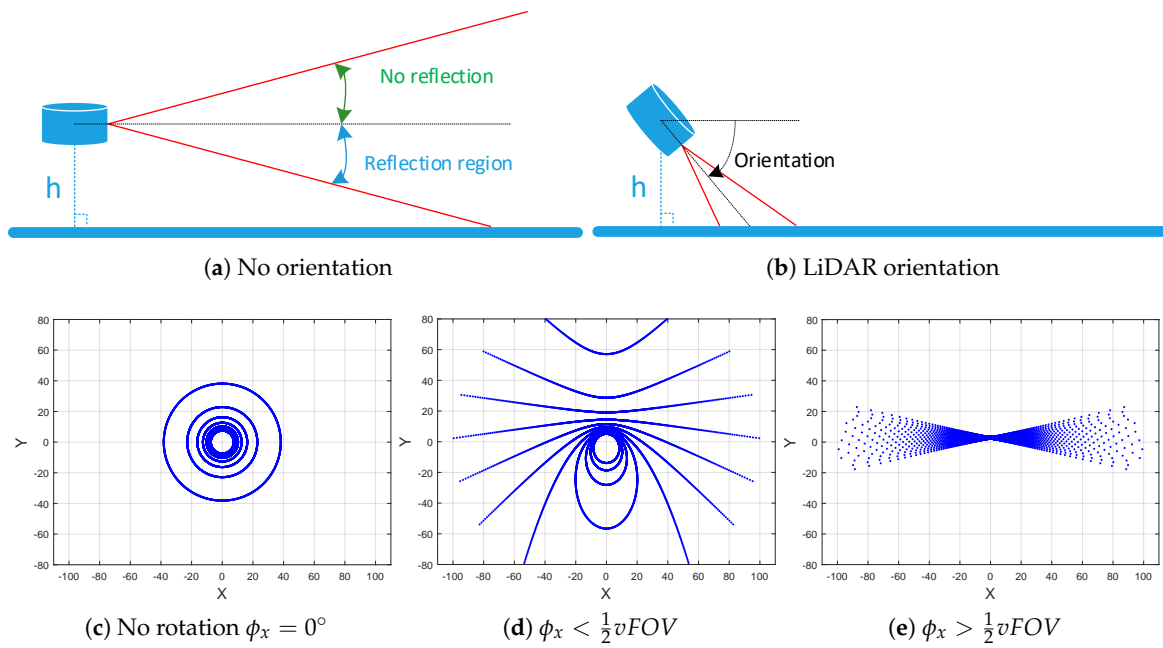 No reflection
Reflection region
h
(a) No orientation
Orientation
h
(b) LiDAR orientation
80
60
40
20
0
-20
-40
-60
-80
Y
-100 -80 -60 -40 -20 0 20 40 60 80 100
X
(c) No rotation ϕₓ = 0°
80
60
40
20
0
-20
-40
-60
-80
Y
-100 -80 -60 -40 -20 0 20 40 60 80 100
X
(d) ϕₓ < ½vFOV
80
60
40
20
0
-20
-40
-60
-80
Y
-100 -80 -60 -40 -20 0 20 40 60 80 100
X
(e) ϕₓ > ½vFOV